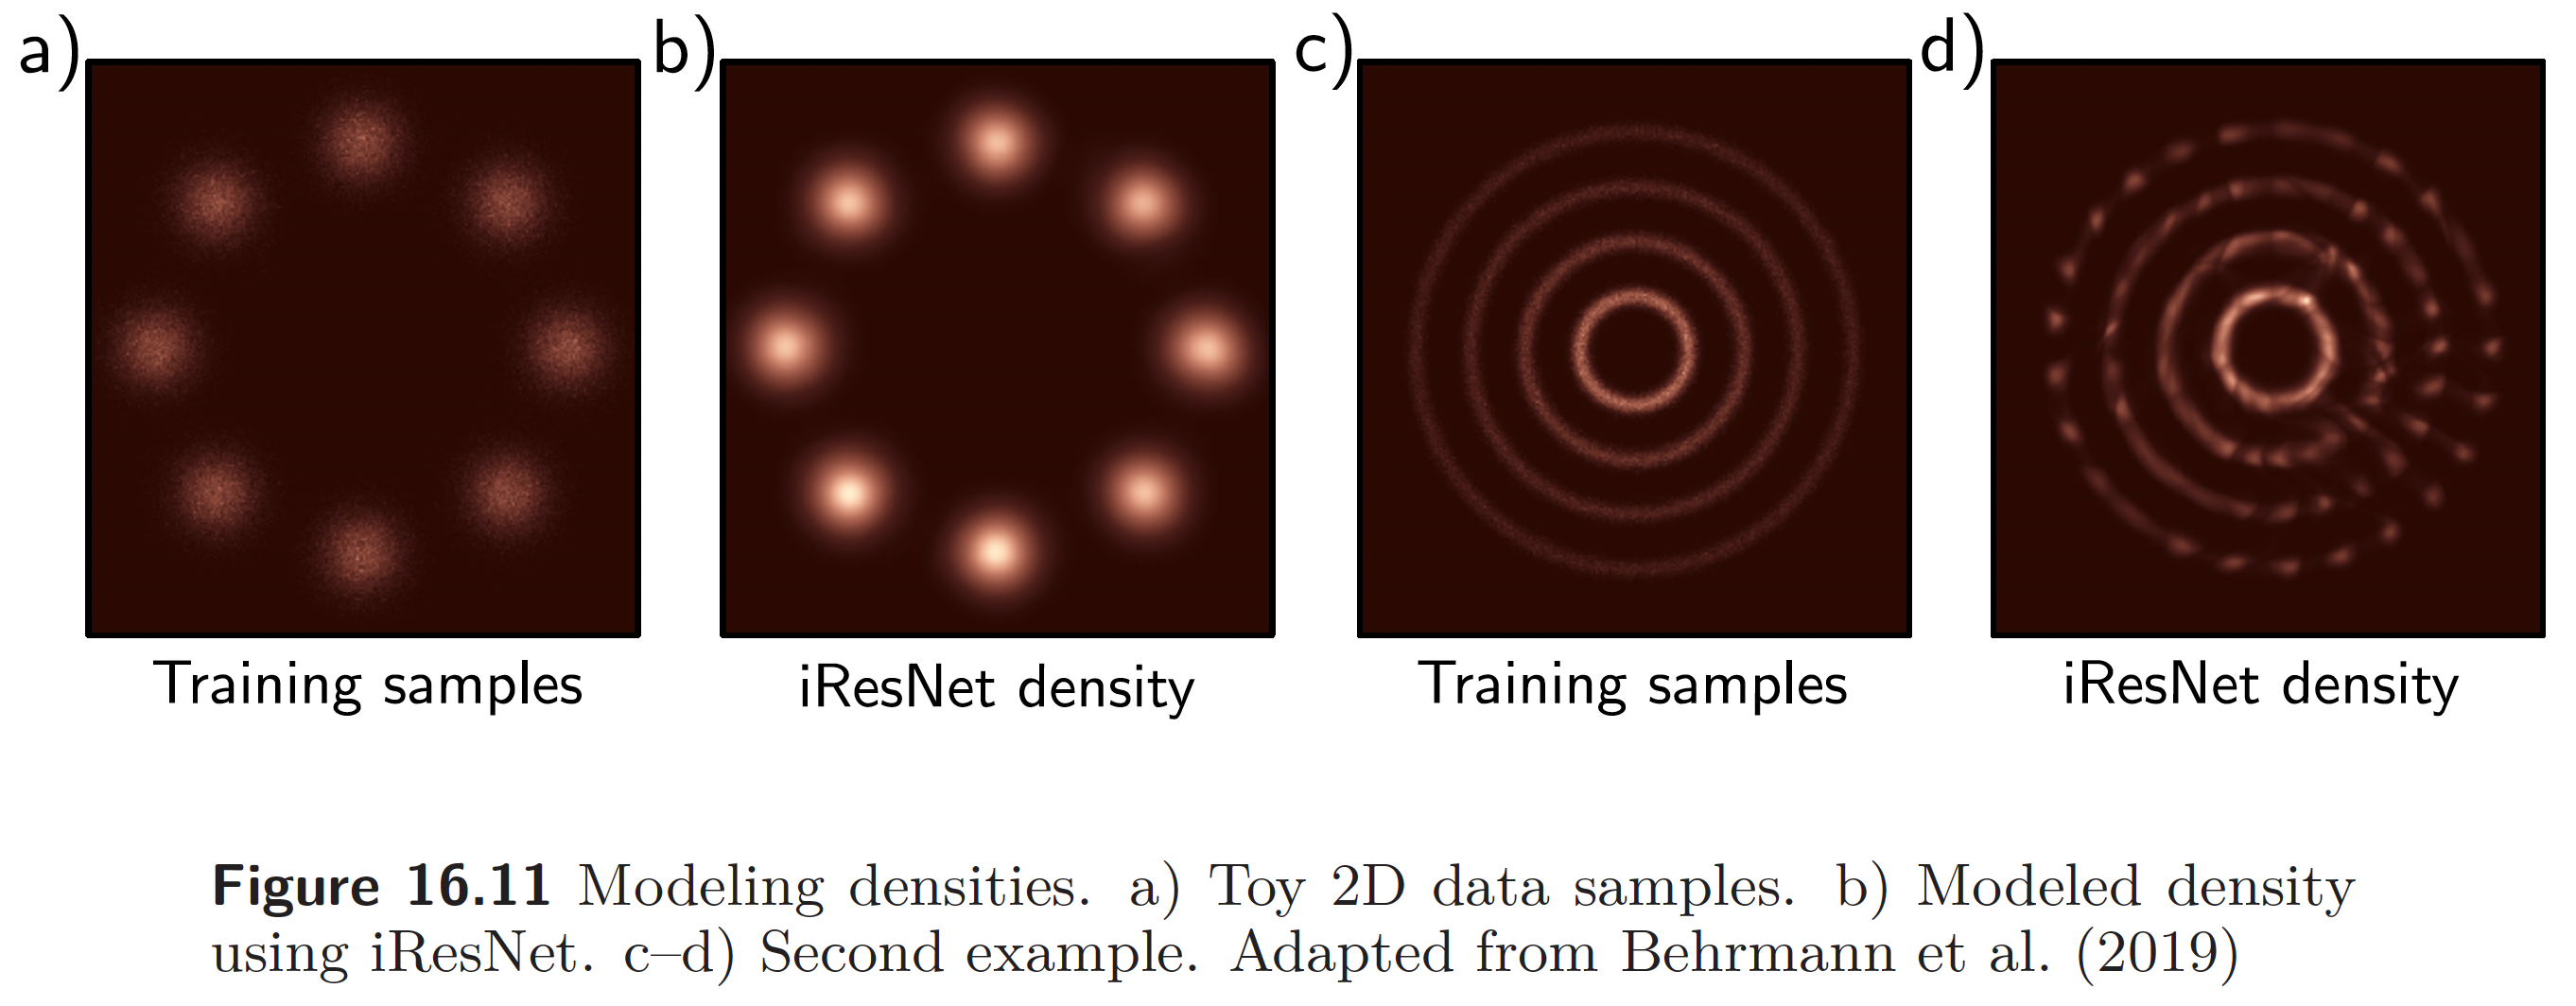 a) b) c) d)
Training samples iResNet density Training samples iResNet density
Figure 16.11 Modeling densities. a) Toy 2D data samples. b) Modeled density
using iResNet. c–d) Second example. Adapted from Behrmann et al. (2019)